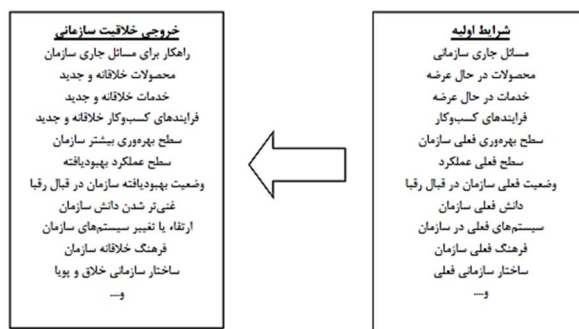 شرایط اولیه
مسائل جاری سازمانی
محصولات در حال عرضه
خدمات در حال عرضه
فرایندهای کسب‌وکار
سطح بهره‌وری فعلی سازمان
سطح فعلی عملکرد
وضعیت فعلی سازمان در قبال رقبا
دانش فعلی سازمان
سیستم‌های فعلی در سازمان
فرهنگ فعلی سازمان
ساختار سازمانی فعلی
و...
خروجی خلاقیت سازمانی
راهکار برای مسائل جاری سازمان
محصولات خلاقانه و جدید
خدمات خلاقانه و جدید
فرایندهای کسب‌وکار خلاقانه و جدید
سطح بهره‌وری بیشتر سازمان
سطح عملکرد بهبودیافته
وضعیت بهبودیافته سازمان در قبال رقبا
غنی‌تر شدن دانش سازمان
ارتقاء یا تغییر سیستم‌های سازمان
فرهنگ خلاقانه سازمان
ساختار سازمانی خلاق و پویا
و...